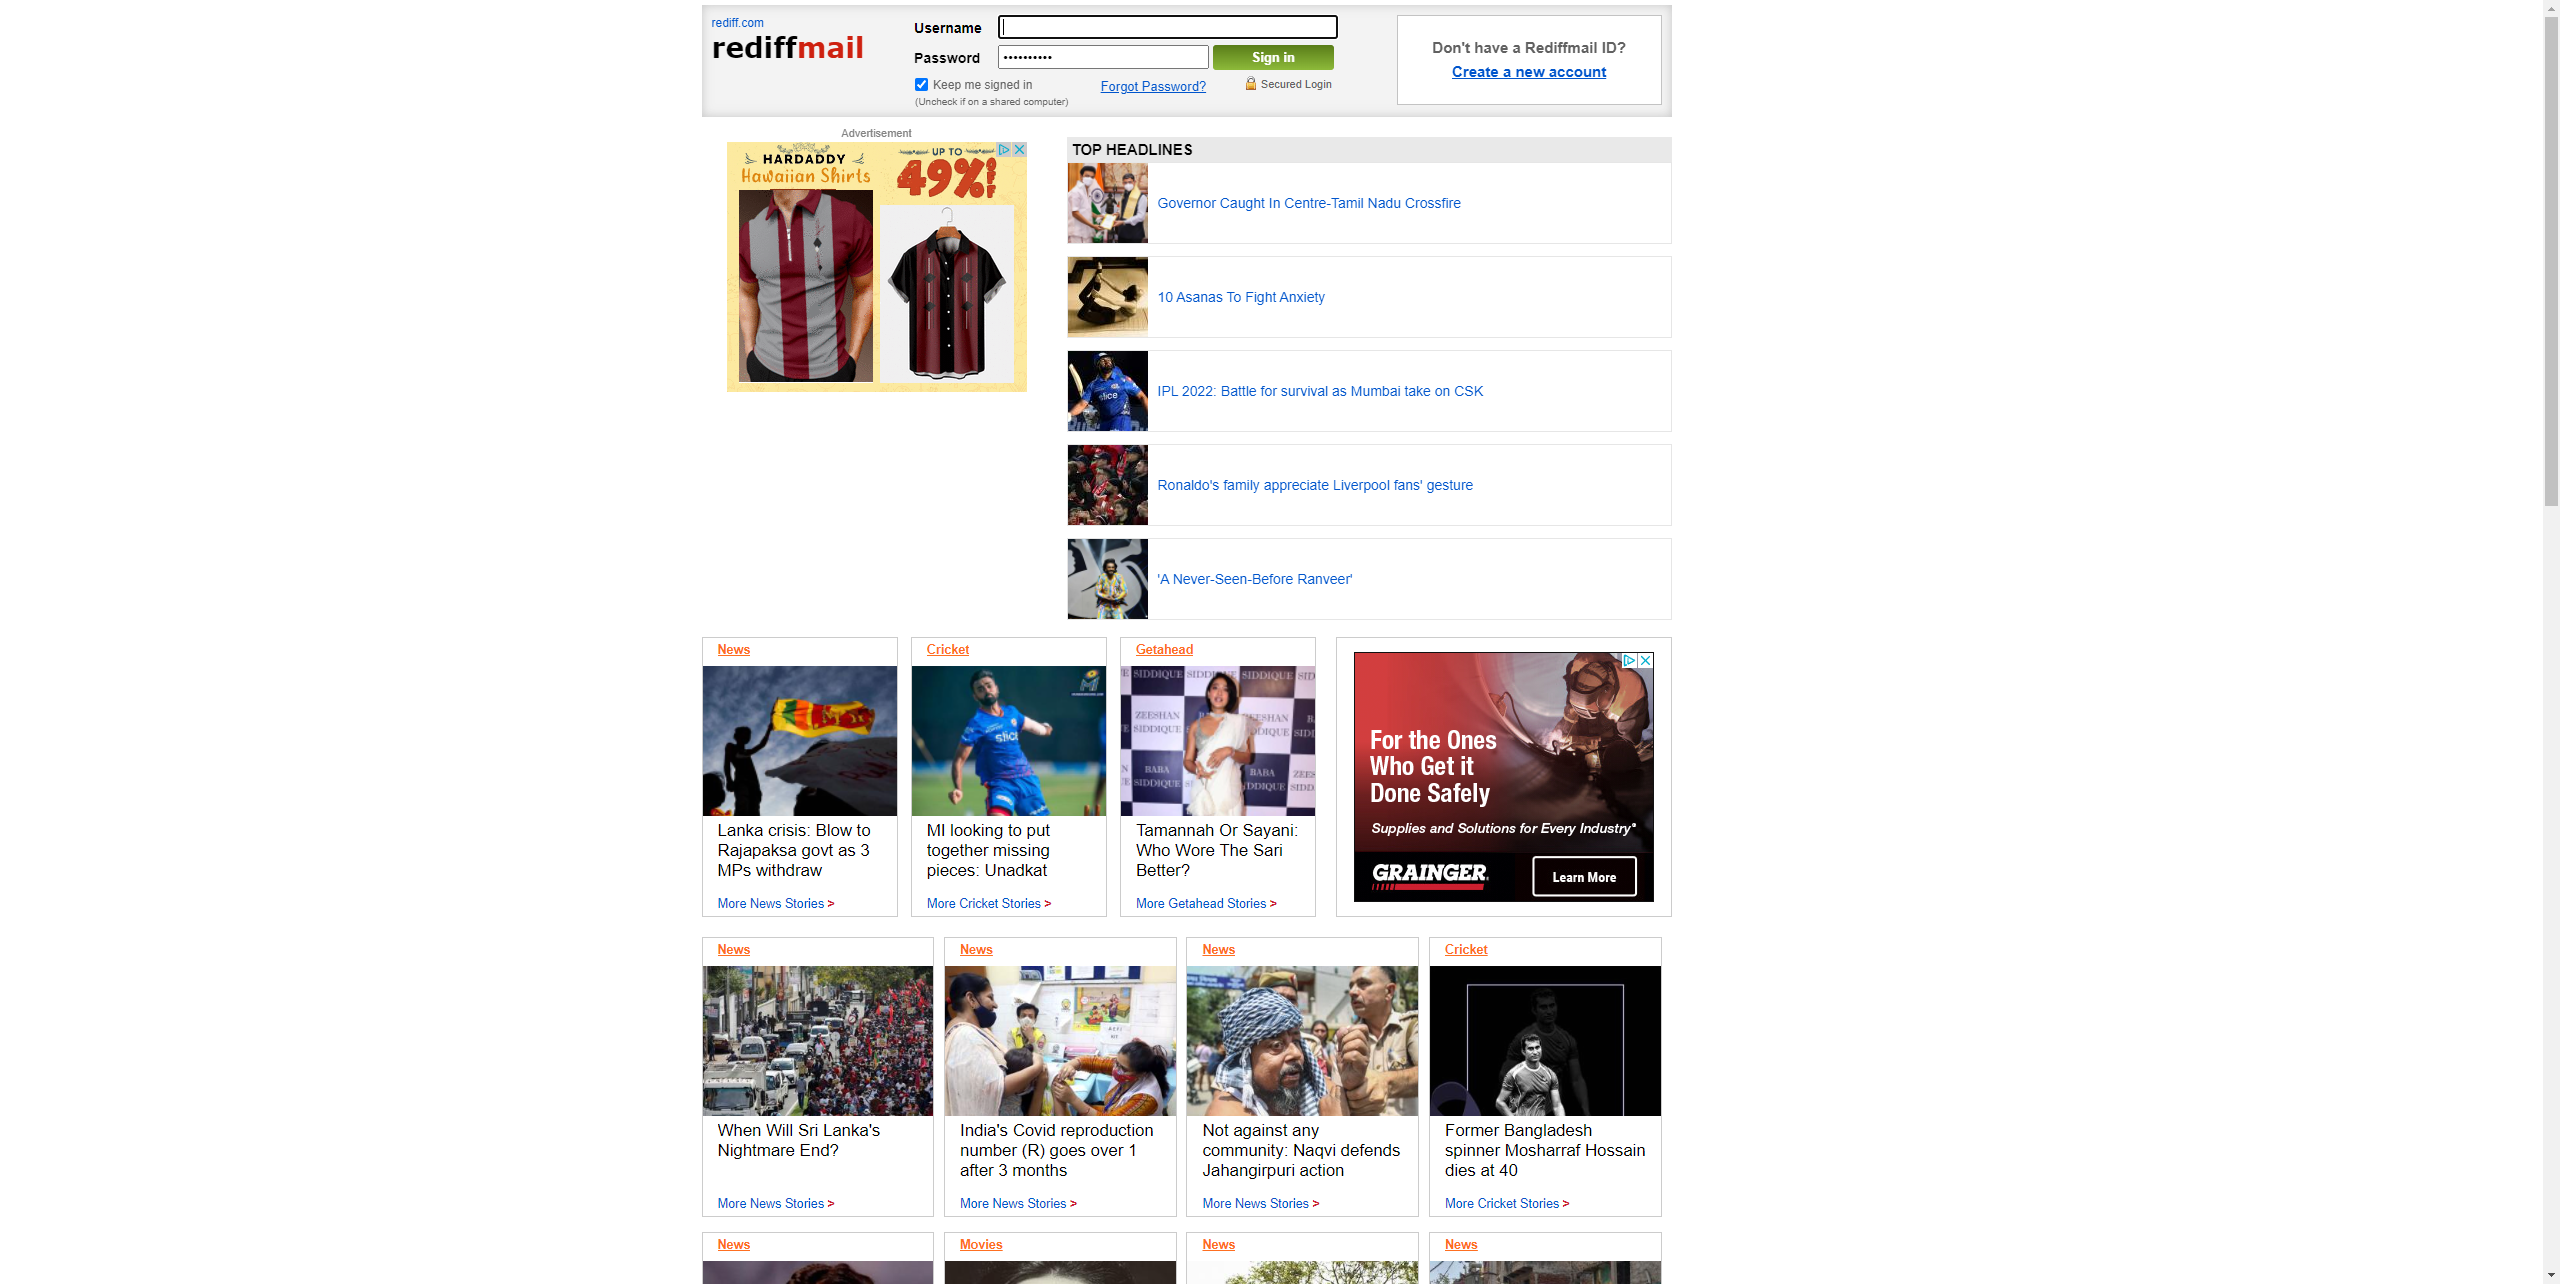 rediff.com
rediffmail
Username
Password ••••••••••
Sign in
Keep me signed in
(Uncheck if on a shared computer)
Forgot Password?
Secured Login
Don't have a Rediffmail ID?
Create a new account
Advertisement
HARDADDY
Hawaiian Shirts
UP TO
49% OFF
TOP HEADLINES
Governor Caught In Centre-Tamil Nadu Crossfire
10 Asanas To Fight Anxiety
IPL 2022: Battle for survival as Mumbai take on CSK
Ronaldo's family appreciate Liverpool fans' gesture
'A Never-Seen-Before Ranveer'
News
Lanka crisis: Blow to
Rajapaksa govt as 3
MPs withdraw
More News Stories >
Cricket
slice
MI looking to put
together missing
pieces: Unadkat
More Cricket Stories >
Getahead
SIDDIQUE SIDDIQUE
ZEESHAN
SIDDIQUE
BABA
SIDDIQUE
Tamannah Or Sayani:
Who Wore The Sari
Better?
More Getahead Stories >
For the Ones
Who Get it
Done Safely
Supplies and Solutions for Every Industry®
GRAINGER
Learn More
News
When Will Sri Lanka's
Nightmare End?
More News Stories >
News
India's Covid reproduction
number (R) goes over 1
after 3 months
More News Stories >
News
Not against any
community: Naqvi defends
Jahangirpuri action
More News Stories >
Cricket
Former Bangladesh
spinner Mosharraf Hossain
dies at 40
More Cricket Stories >
News
Movies
News
News